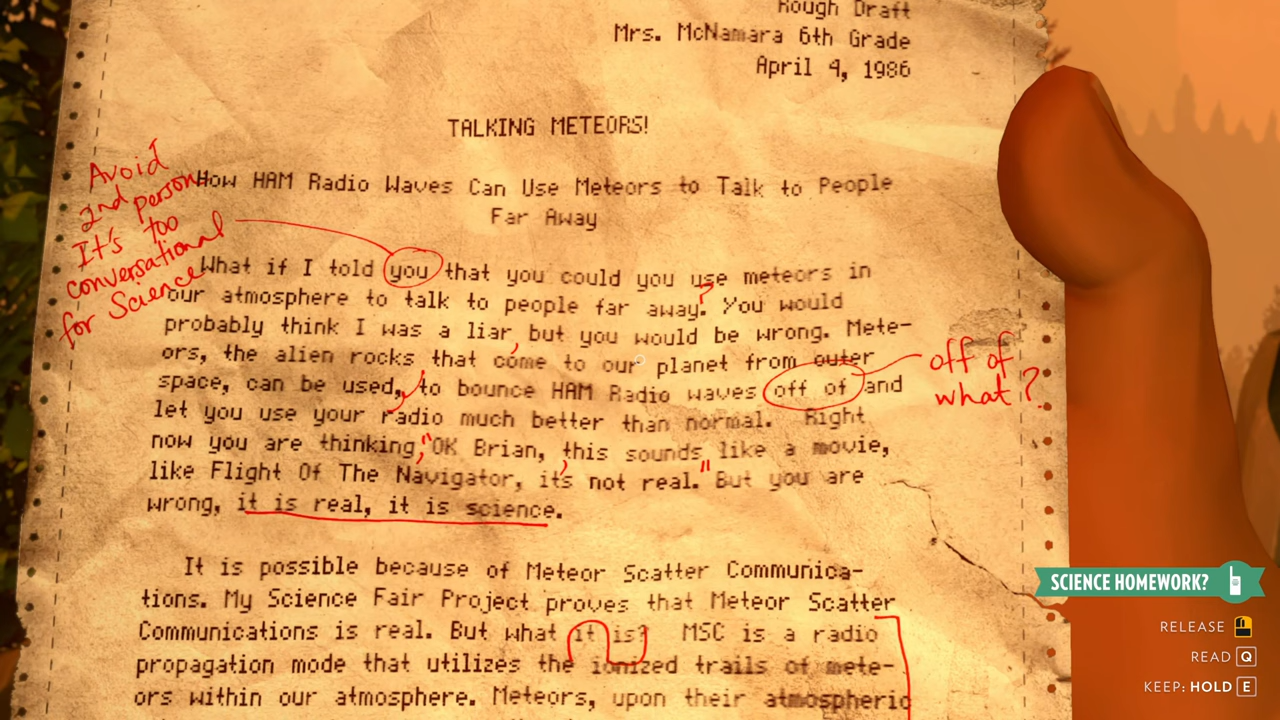 Rough Draft
Mrs. McNamara 6th Grade
April 4, 1986
TALKING METEORS!
How HAM Radio Waves Can Use Meteors to Talk to People
Far Away
Avoid
2nd person
It's too
conversational
for Science
What if I told you that you could you use meteors in
our atmosphere to talk to people far away? You would
probably think I was a liar, but you would be wrong. Mete-
ors, the alien rocks that come to our planet from outer
space, can be used, to bounce HAM Radio waves off of and
let you use your radio much better than normal. Right
now you are thinking, "OK Brian, this sounds like a movie,
like Flight Of The Navigator, it's not real." But you are
wrong, it is real, it is science.
off of
what?
It is possible because of Meteor Scatter Communica-
tions. My Science Fair Project proves that Meteor Scatter
Communications is real. But what it is? MSC is a radio
propagation mode that utilizes the ionized trails of mete-
ors within our atmosphere. Meteors, upon their atmospheric
SCIENCE HOMEWORK?
RELEASE
READ Q
KEEP: HOLD E